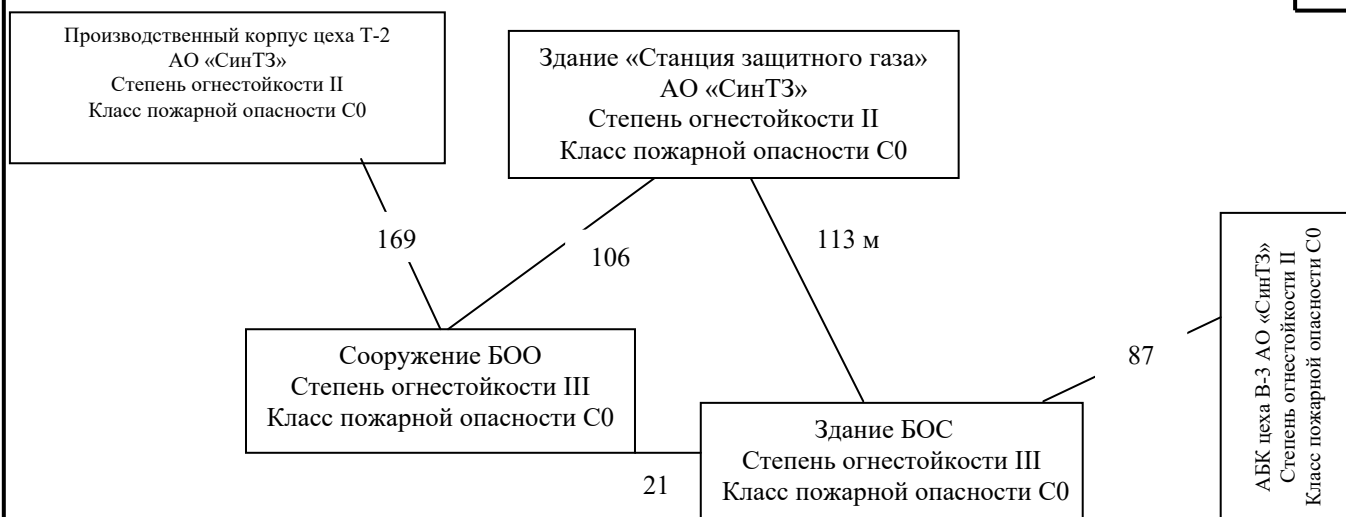 Производственный корпус цеха Т-2
АО «СинТЗ»
Степень огнестойкости II
Класс пожарной опасности С0
Здание «Станция защитного газа»
АО «СинТЗ»
Степень огнестойкости II
Класс пожарной опасности С0
169
106
113 м
87
АБК цеха В-3 АО «СинТЗ»
Степень огнестойкости II
Класс пожарной опасности С0
Сооружение БОО
Степень огнестойкости III
Класс пожарной опасности С0
21
Здание БОС
Степень огнестойкости III
Класс пожарной опасности С0